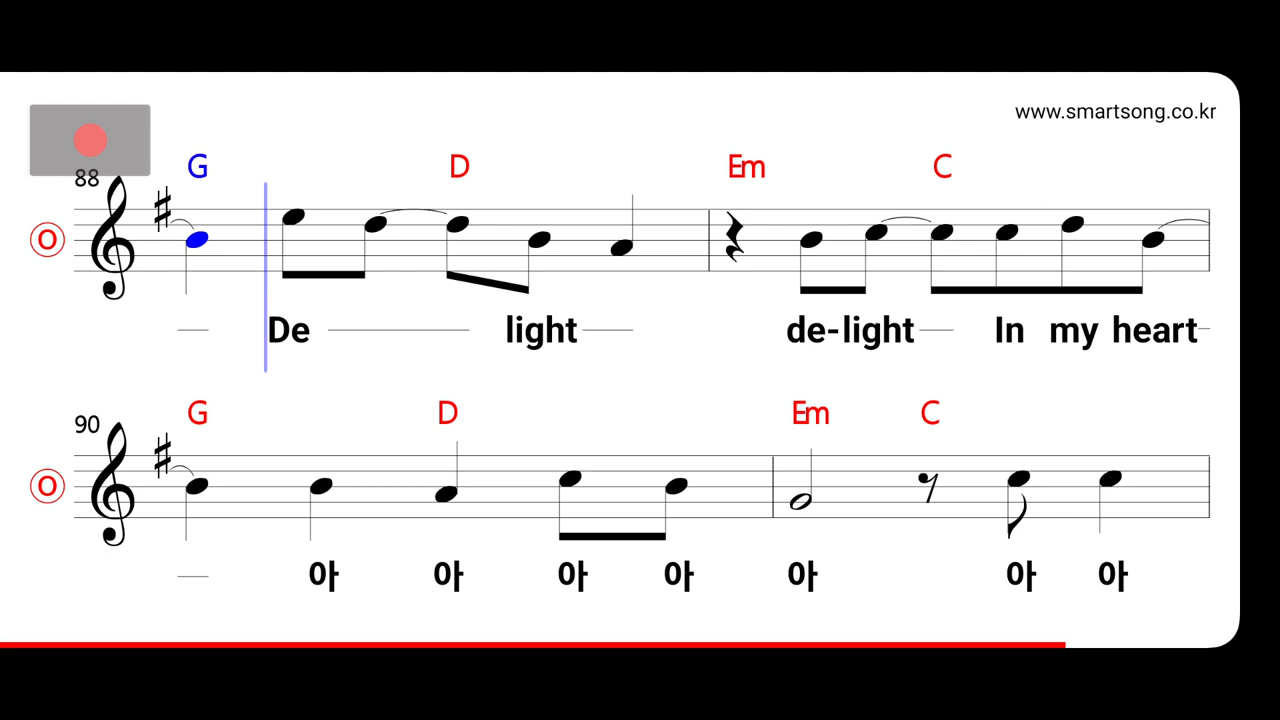 www.smartsong.co.kr
88
G D Em C
O
De light de-light In my heart
90
G D Em C
O
아 아 아 아 아 아 아